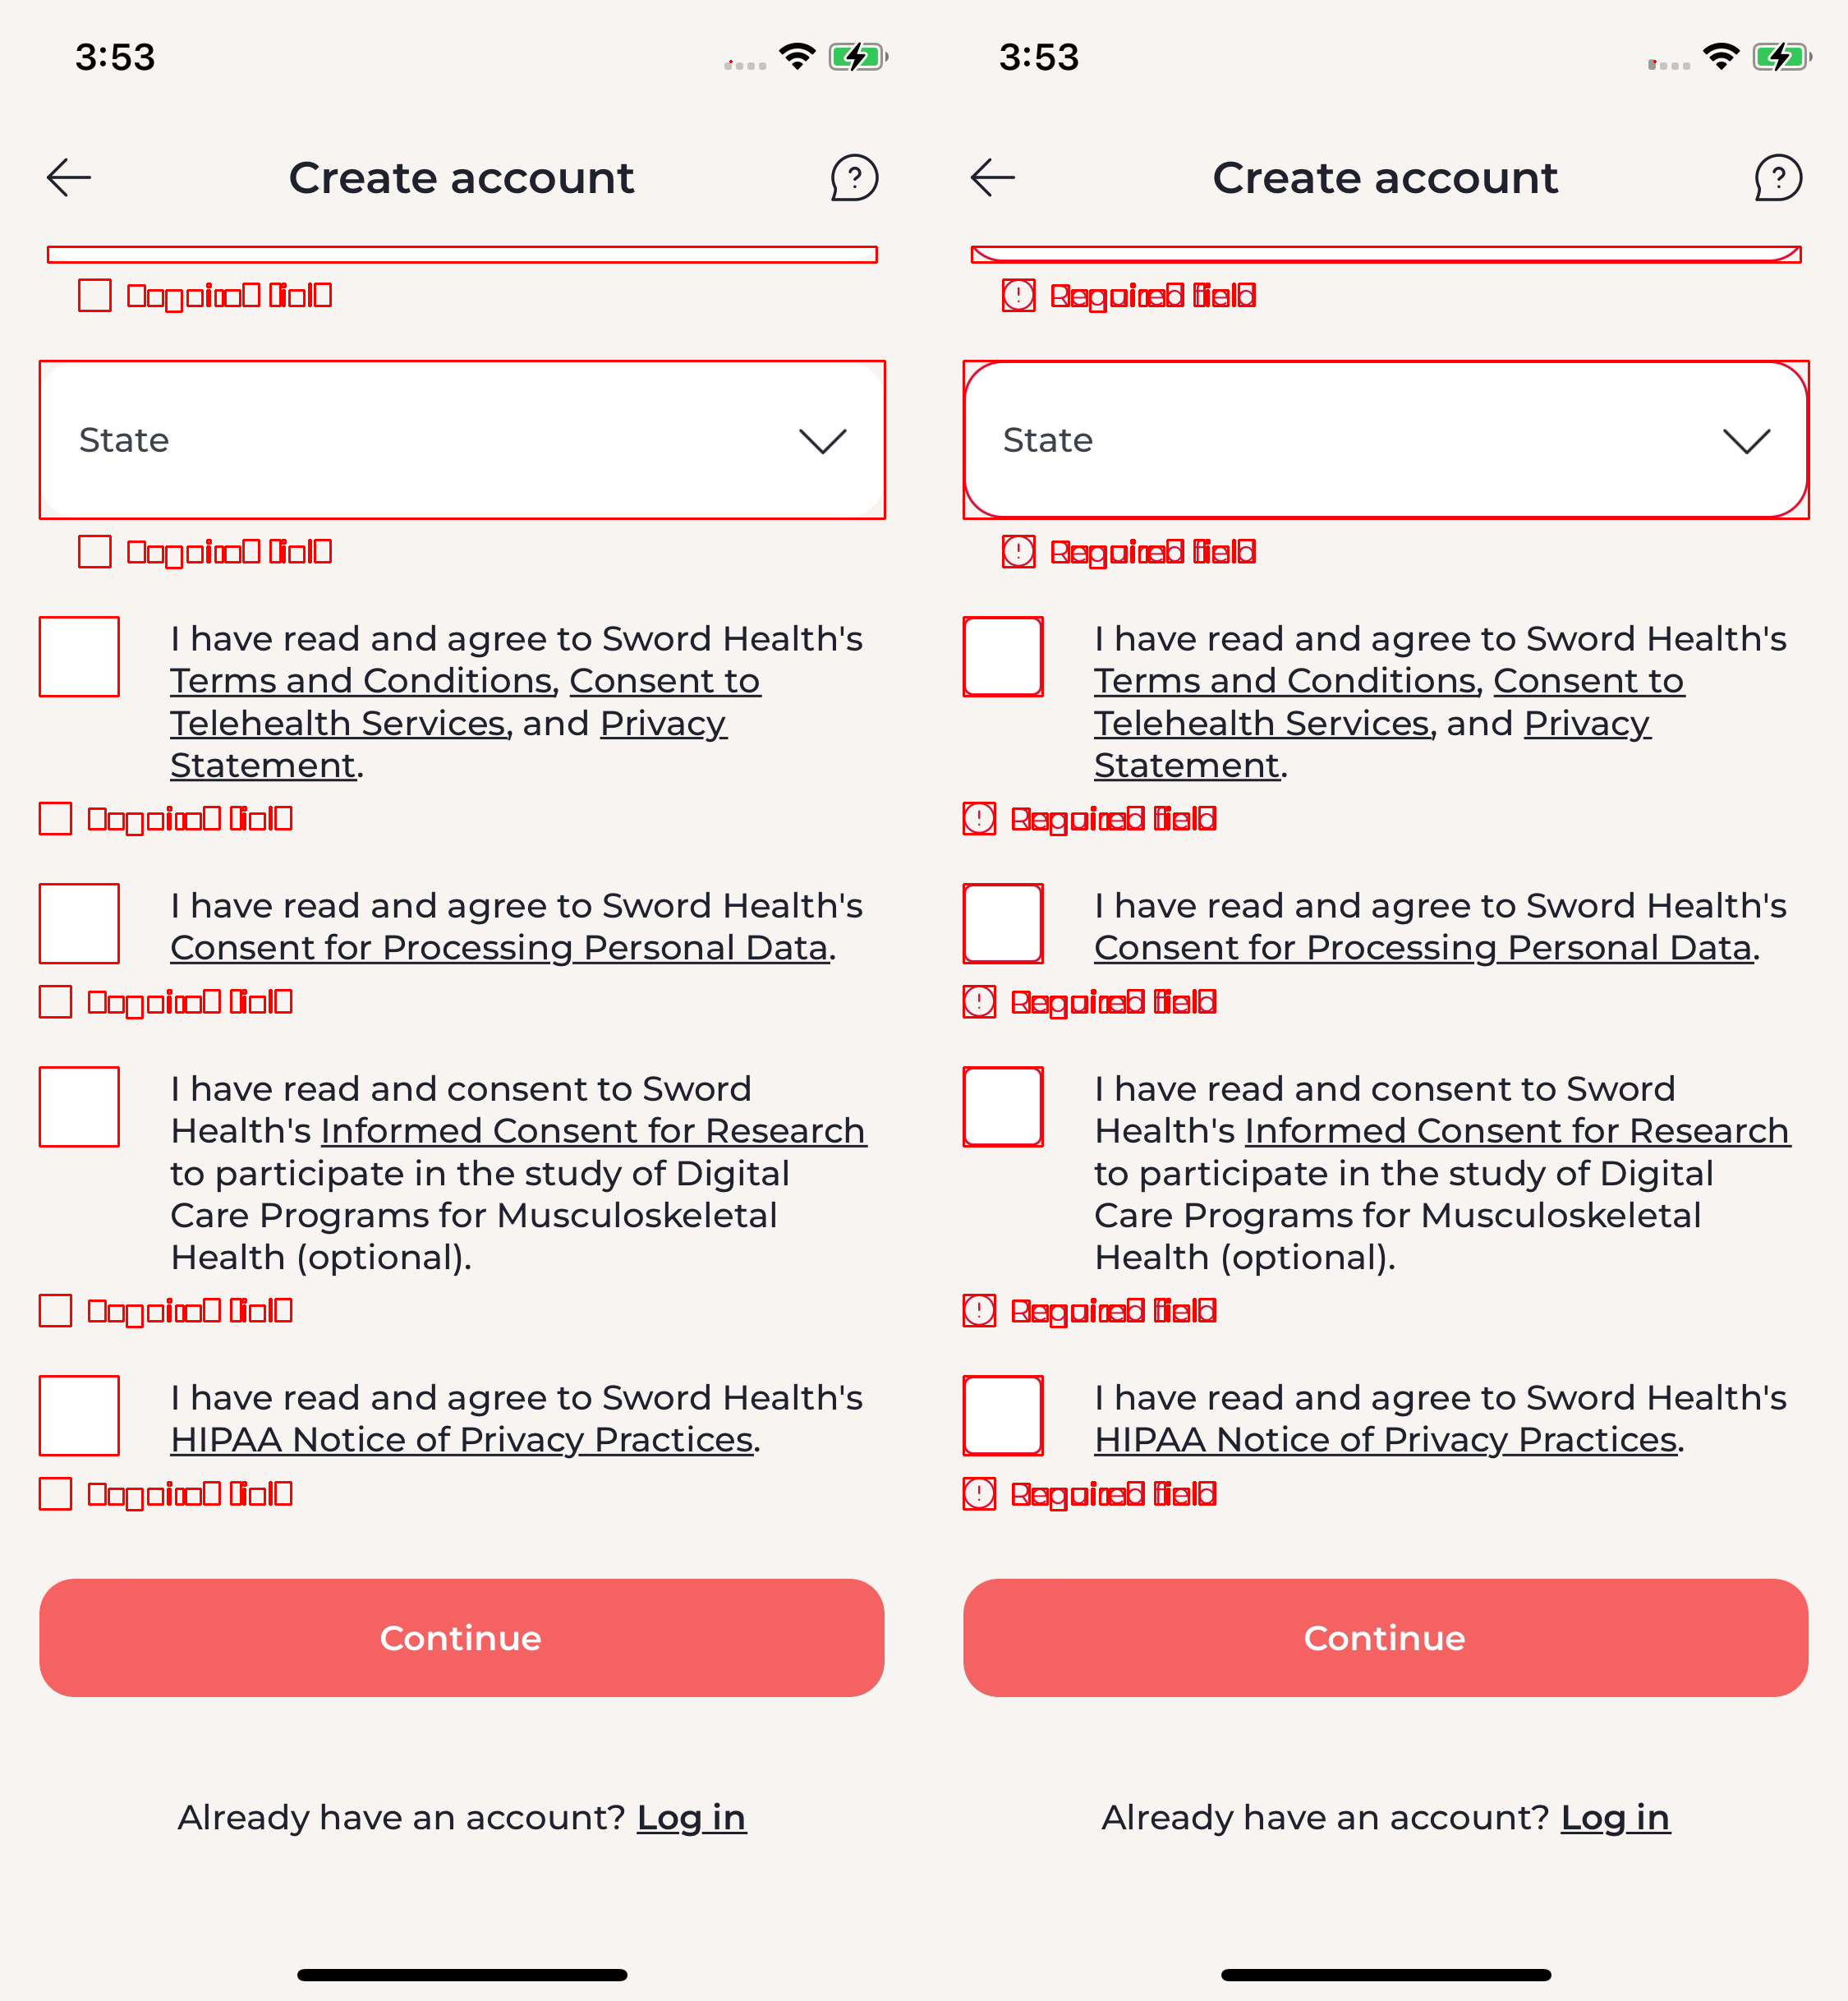 3:53
Create account
State
I have read and agree to Sword Health's
Terms and Conditions, Consent to
Telehealth Services, and Privacy
Statement.
I have read and agree to Sword Health's
Consent for Processing Personal Data.
I have read and consent to Sword
Health's Informed Consent for Research
to participate in the study of Digital
Care Programs for Musculoskeletal
Health (optional).
I have read and agree to Sword Health's
HIPAA Notice of Privacy Practices.
Continue
Already have an account? Log in
3:53
Create account
Required field
State
Required field
I have read and agree to Sword Health's
Terms and Conditions, Consent to
Telehealth Services, and Privacy
Statement.
Required field
I have read and agree to Sword Health's
Consent for Processing Personal Data.
Required field
I have read and consent to Sword
Health's Informed Consent for Research
to participate in the study of Digital
Care Programs for Musculoskeletal
Health (optional).
Required field
I have read and agree to Sword Health's
HIPAA Notice of Privacy Practices.
Required field
Continue
Already have an account? Log in